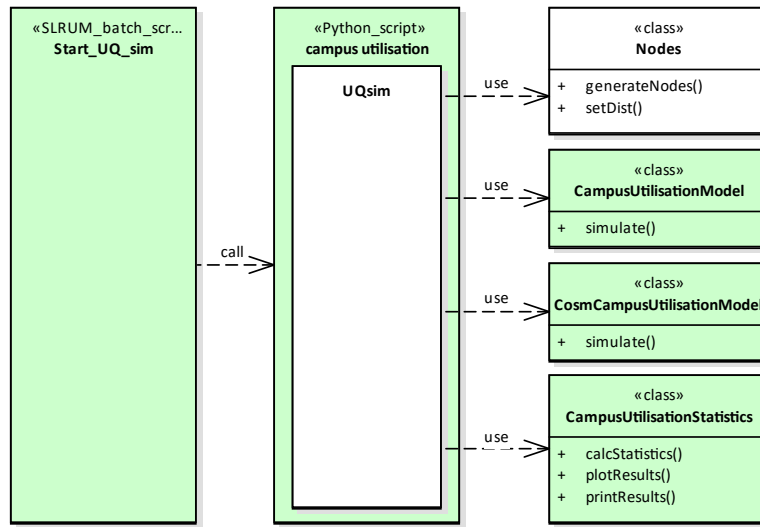 «SLRUM_batch_scr...
Start_UQ_sim
call
«Python_script»
campus utilisation
UQsim
use
«class»
Nodes
+ generateNodes()
+ setDist()
use
«class»
CampusUtilisationModel
+ simulate()
use
«class»
CosmCampusUtilisationModel
+ simulate()
use
«class»
CampusUtilisationStatistics
+ calcStatistics()
+ plotResults()
+ printResults()